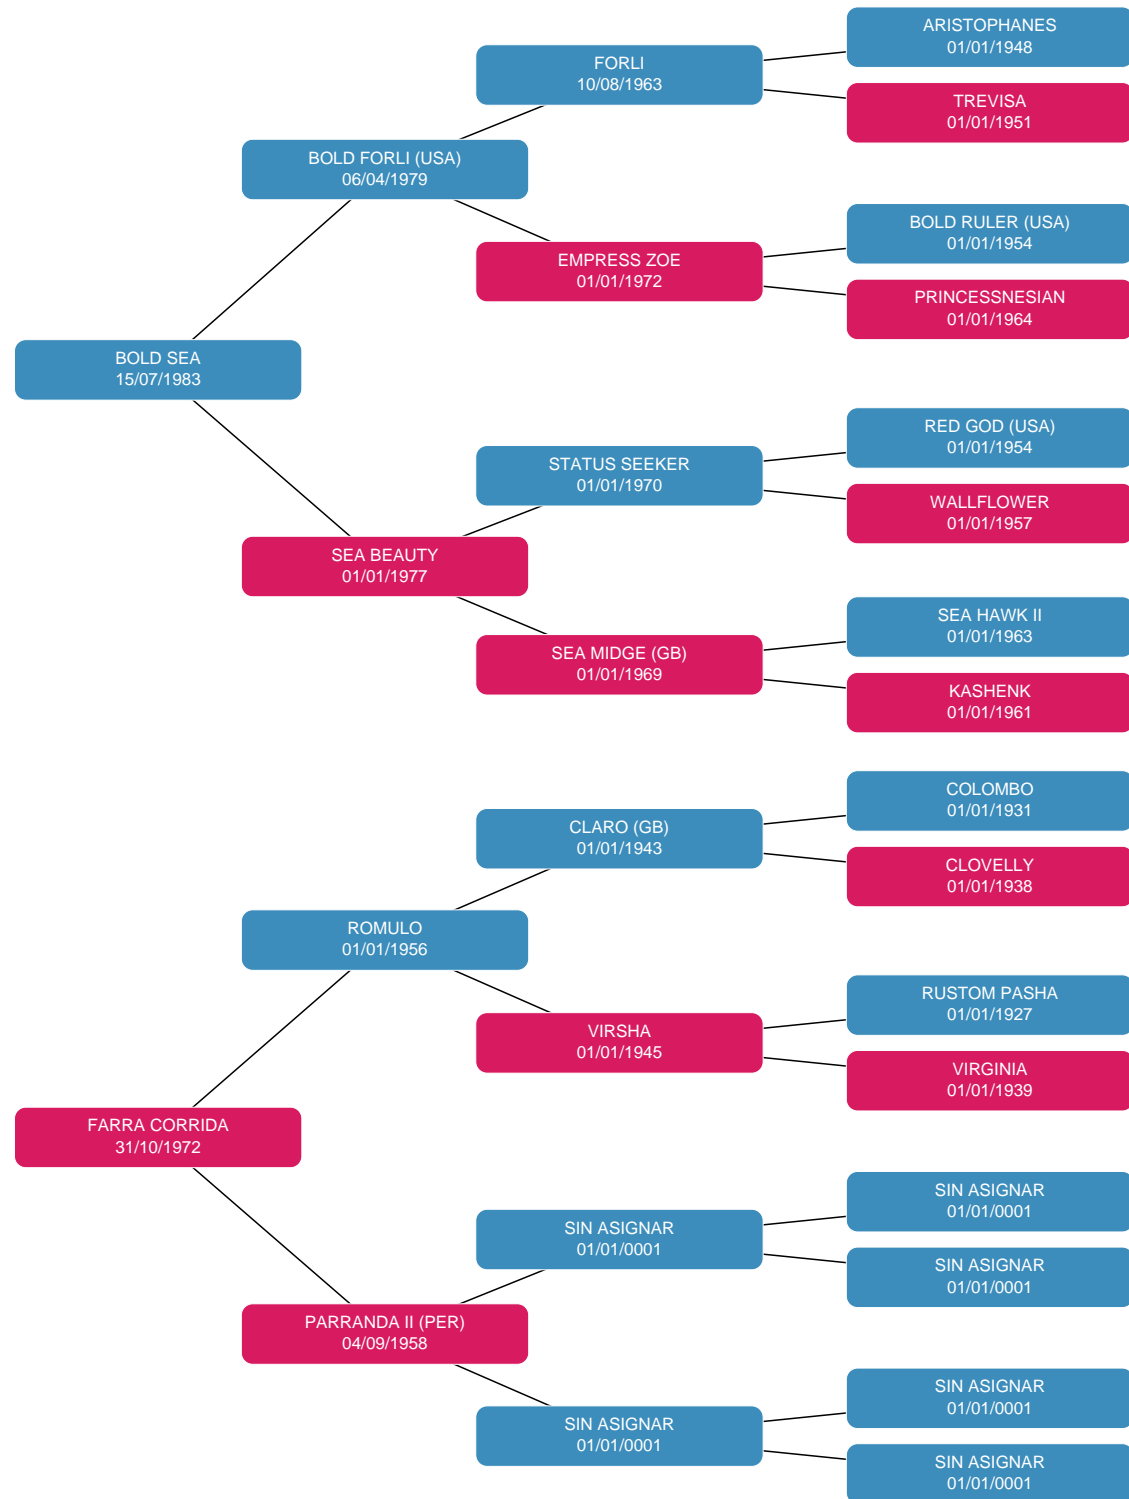 ARISTOPHANES
01/01/1948
FORLI
10/08/1963
TREVISA
01/01/1951
BOLD FORLI (USA)
06/04/1979
BOLD RULER (USA)
01/01/1954
EMPRESS ZOE
01/01/1972
PRINCESSNESIAN
01/01/1964
BOLD SEA
15/07/1983
RED GOD (USA)
01/01/1954
STATUS SEEKER
01/01/1970
WALLFLOWER
01/01/1957
SEA BEAUTY
01/01/1977
SEA HAWK II
01/01/1963
SEA MIDGE (GB)
01/01/1969
KASHENK
01/01/1961
COLOMBO
01/01/1931
CLARO (GB)
01/01/1943
CLOVELLY
01/01/1938
ROMULO
01/01/1956
RUSTOM PASHA
01/01/1927
VIRSHA
01/01/1945
VIRGINIA
01/01/1939
FARRA CORRIDA
31/10/1972
SIN ASIGNAR
01/01/0001
SIN ASIGNAR
01/01/0001
SIN ASIGNAR
01/01/0001
PARRANDA II (PER)
04/09/1958
SIN ASIGNAR
01/01/0001
SIN ASIGNAR
01/01/0001
SIN ASIGNAR
01/01/0001